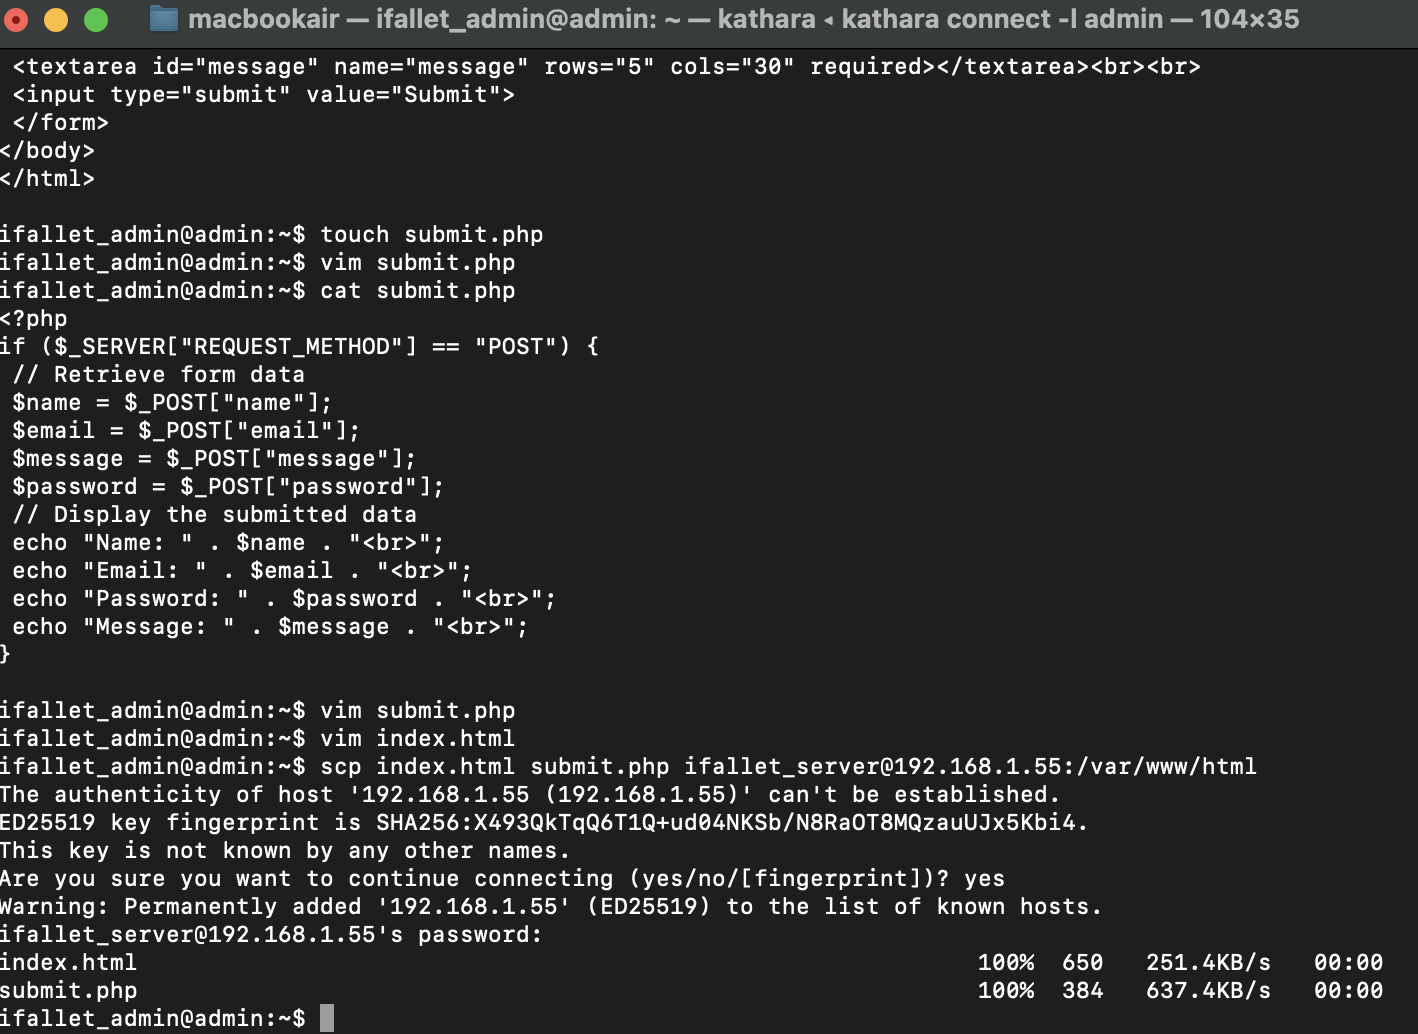 macbookair — ifallet_admin@admin: ~ — kathara ◂ kathara connect -l admin — 104×35
<textarea id="message" name="message" rows="5" cols="30" required></textarea><br><br>
<input type="submit" value="Submit">
</form>
</body>
</html>
ifallet_admin@admin:~$ touch submit.php
ifallet_admin@admin:~$ vim submit.php
ifallet_admin@admin:~$ cat submit.php
<?php
if ($_SERVER["REQUEST_METHOD"] == "POST") {
// Retrieve form data
$name = $_POST["name"];
$email = $_POST["email"];
$message = $_POST["message"];
$password = $_POST["password"];
// Display the submitted data
echo "Name: " . $name . "<br>";
echo "Email: " . $email . "<br>";
echo "Password: " . $password . "<br>";
echo "Message: " . $message . "<br>";
}
ifallet_admin@admin:~$ vim submit.php
ifallet_admin@admin:~$ vim index.html
ifallet_admin@admin:~$ scp index.html submit.php ifallet_server@192.168.1.55:/var/www/html
The authenticity of host '192.168.1.55 (192.168.1.55)' can't be established.
ED25519 key fingerprint is SHA256:X493QkTqQ6T1Q+ud04NKSb/N8RaOT8MQzauUJx5Kbi4.
This key is not known by any other names.
Are you sure you want to continue connecting (yes/no/[fingerprint])? yes
Warning: Permanently added '192.168.1.55' (ED25519) to the list of known hosts.
ifallet_server@192.168.1.55's password:
index.html 100% 650 251.4KB/s 00:00
submit.php 100% 384 637.4KB/s 00:00
ifallet_admin@admin:~$